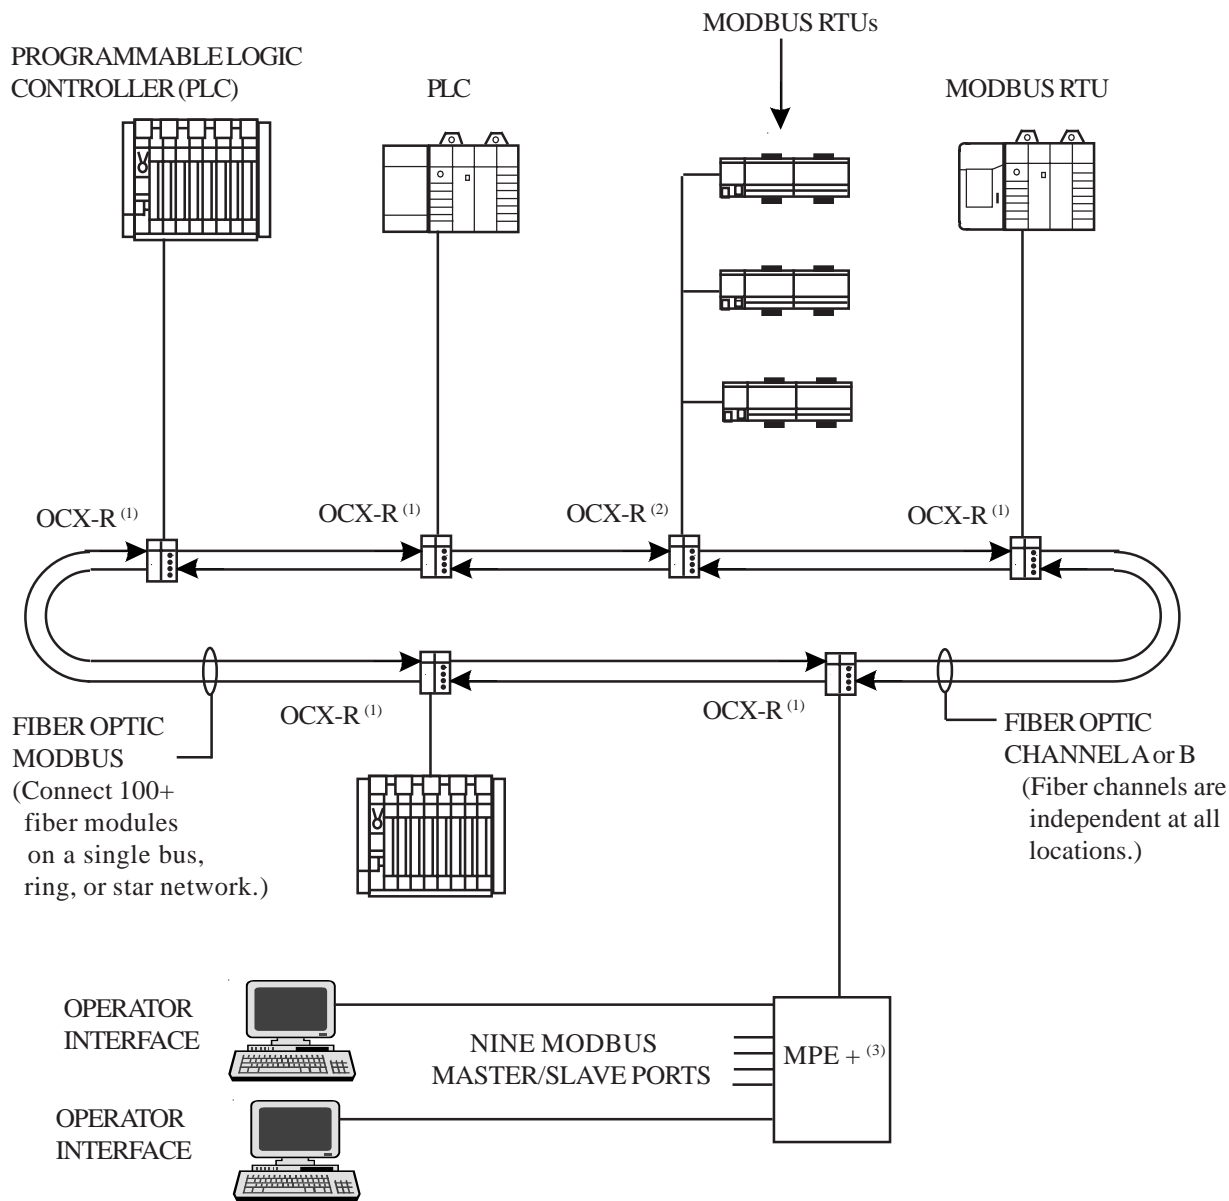 MODBUS RTUs
PROGRAMMABLE LOGIC
CONTROLLER (PLC)
PLC
MODBUS RTU
OCX-R (1)
OCX-R (1)
OCX-R (2)
OCX-R (1)
OCX-R (1)
OCX-R (1)
FIBER OPTIC
MODBUS
(Connect 100+
fiber modules
on a single bus,
ring, or star network.)
FIBER OPTIC
CHANNEL A or B
(Fiber channels are
independent at all
locations.)
OPERATOR
INTERFACE
NINE MODBUS
MASTER/SLAVE PORTS
MPE + (3)
OPERATOR
INTERFACE